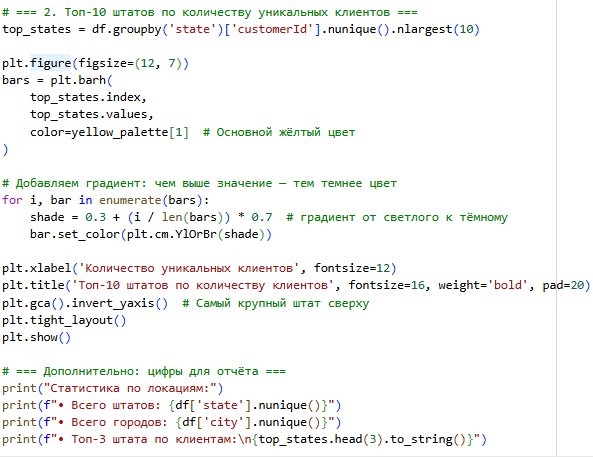 # === 2. Топ-10 штатов по количеству уникальных клиентов ===
top_states = df.groupby('state')['customerId'].nunique().nlargest(10)

plt.figure(figsize=(12, 7))
bars = plt.barh(
    top_states.index,
    top_states.values,
    color=yellow_palette[1]  # Основной жёлтый цвет
)

# Добавляем градиент: чем выше значение — тем темнее цвет
for i, bar in enumerate(bars):
    shade = 0.3 + (i / len(bars)) * 0.7  # градиент от светлого к тёмному
    bar.set_color(plt.cm.YlOrBr(shade))

plt.xlabel('Количество уникальных клиентов', fontsize=12)
plt.title('Топ-10 штатов по количеству клиентов', fontsize=16, weight='bold', pad=20)
plt.gca().invert_yaxis()  # Самый крупный штат сверху
plt.tight_layout()
plt.show()

# === Дополнительно: цифры для отчёта ===
print("Статистика по локациям:")
print(f"• Всего штатов: {df['state'].nunique()}")
print(f"• Всего городов: {df['city'].nunique()}")
print(f"• Топ-3 штата по клиентам:\n{top_states.head(3).to_string()}")